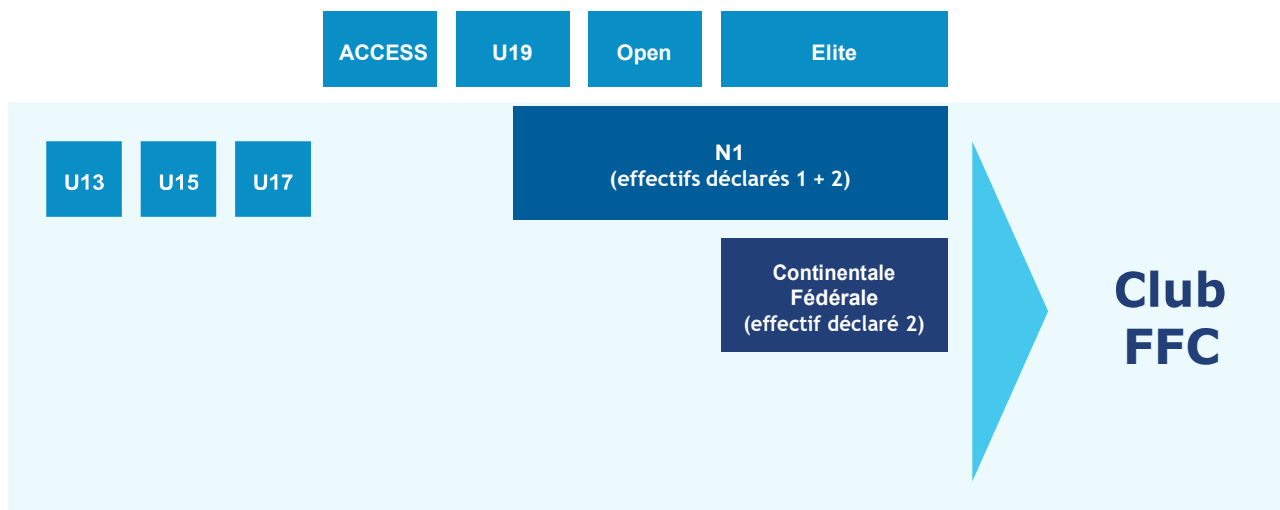 ACCESS
U19
Open
Elite
U13
U15
U17
N1
(effectifs déclarés 1 + 2)
Continentale
Fédérale
(effectif déclaré 2)
Club
FFC